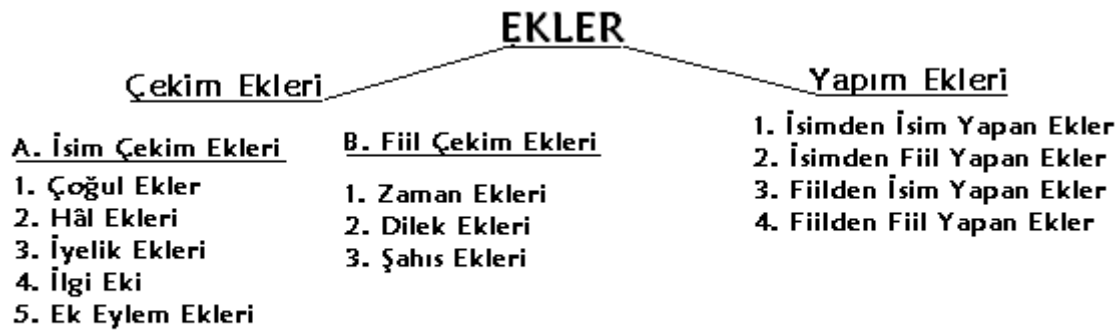 EKLER
Çekim Ekleri
Yapım Ekleri
A. İsim Çekim Ekleri
1. Çoğul Ekler
2. Hâl Ekleri
3. İyelik Ekleri
4. İlgi Eki
5. Ek Eylem Ekleri
B. Fiil Çekim Ekleri
1. Zaman Ekleri
2. Dilek Ekleri
3. Şahıs Ekleri
1. İsimden İsim Yapan Ekler
2. İsimden Fiil Yapan Ekler
3. Fiilden İsim Yapan Ekler
4. Fiilden Fiil Yapan Ekler